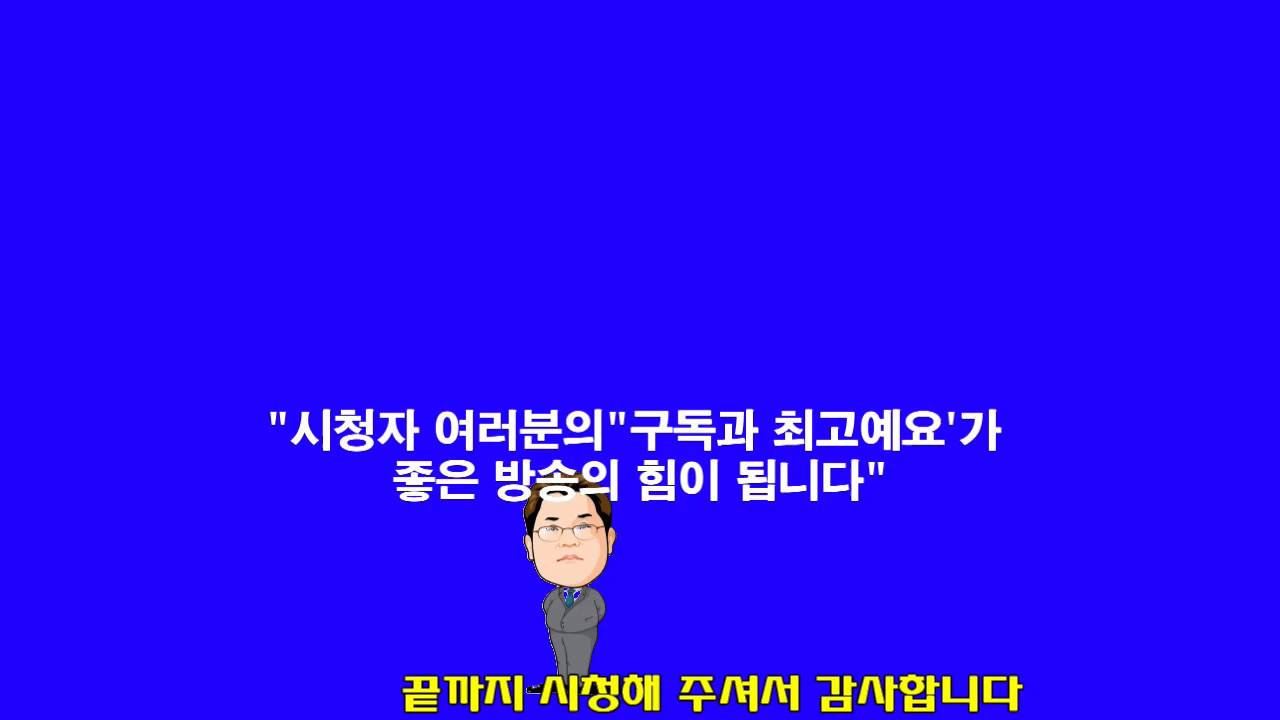 "시청자 여러분의"구독과 최고예요'가
좋은 방송의 힘이 됩니다"
끝까지 시청해 주셔서 감사합니다